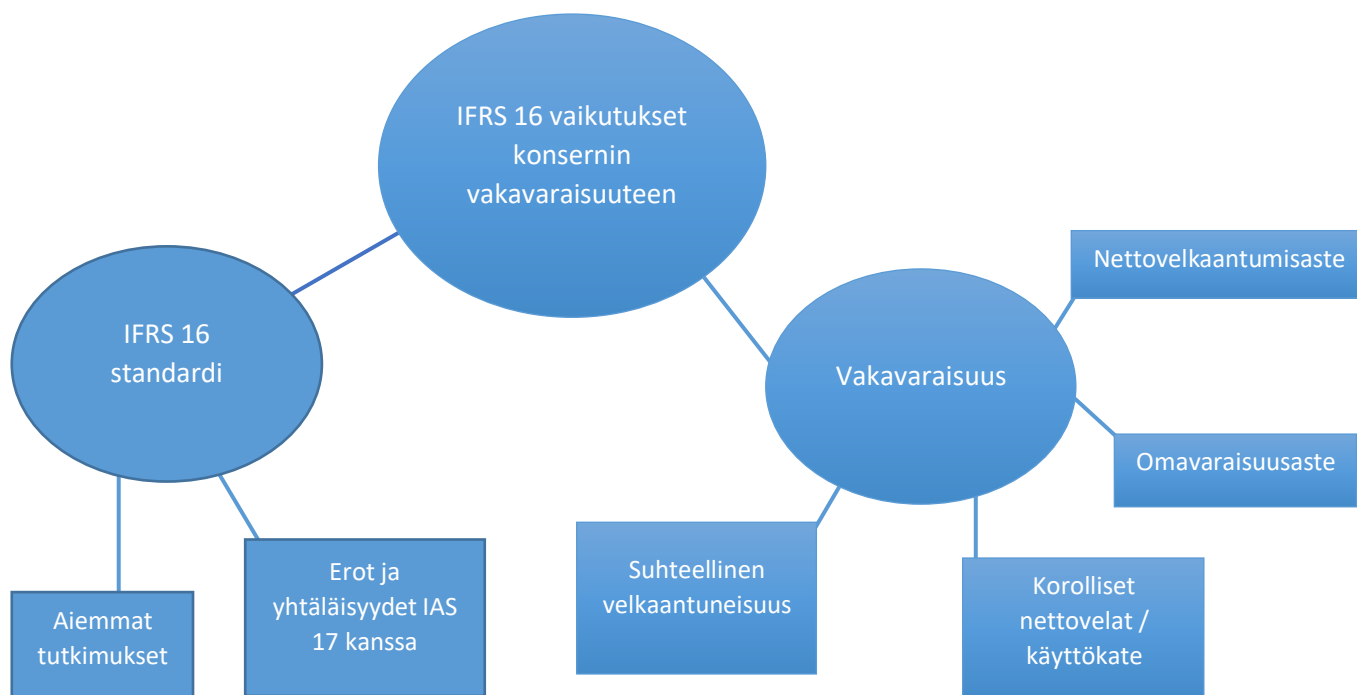 IFRS 16 vaikutukset
konsernin
vakavaraisuuteen
IFRS 16
standardi
Aiemmat
tutkimukset
Erot ja
yhtäläisyydet IAS
17 kanssa
Vakavaraisuus
Nettovelkaantumisaste
Omavaraisuusaste
Suhteellinen
velkaantuneisuus
Korolliset
nettovelat /
käyttökate